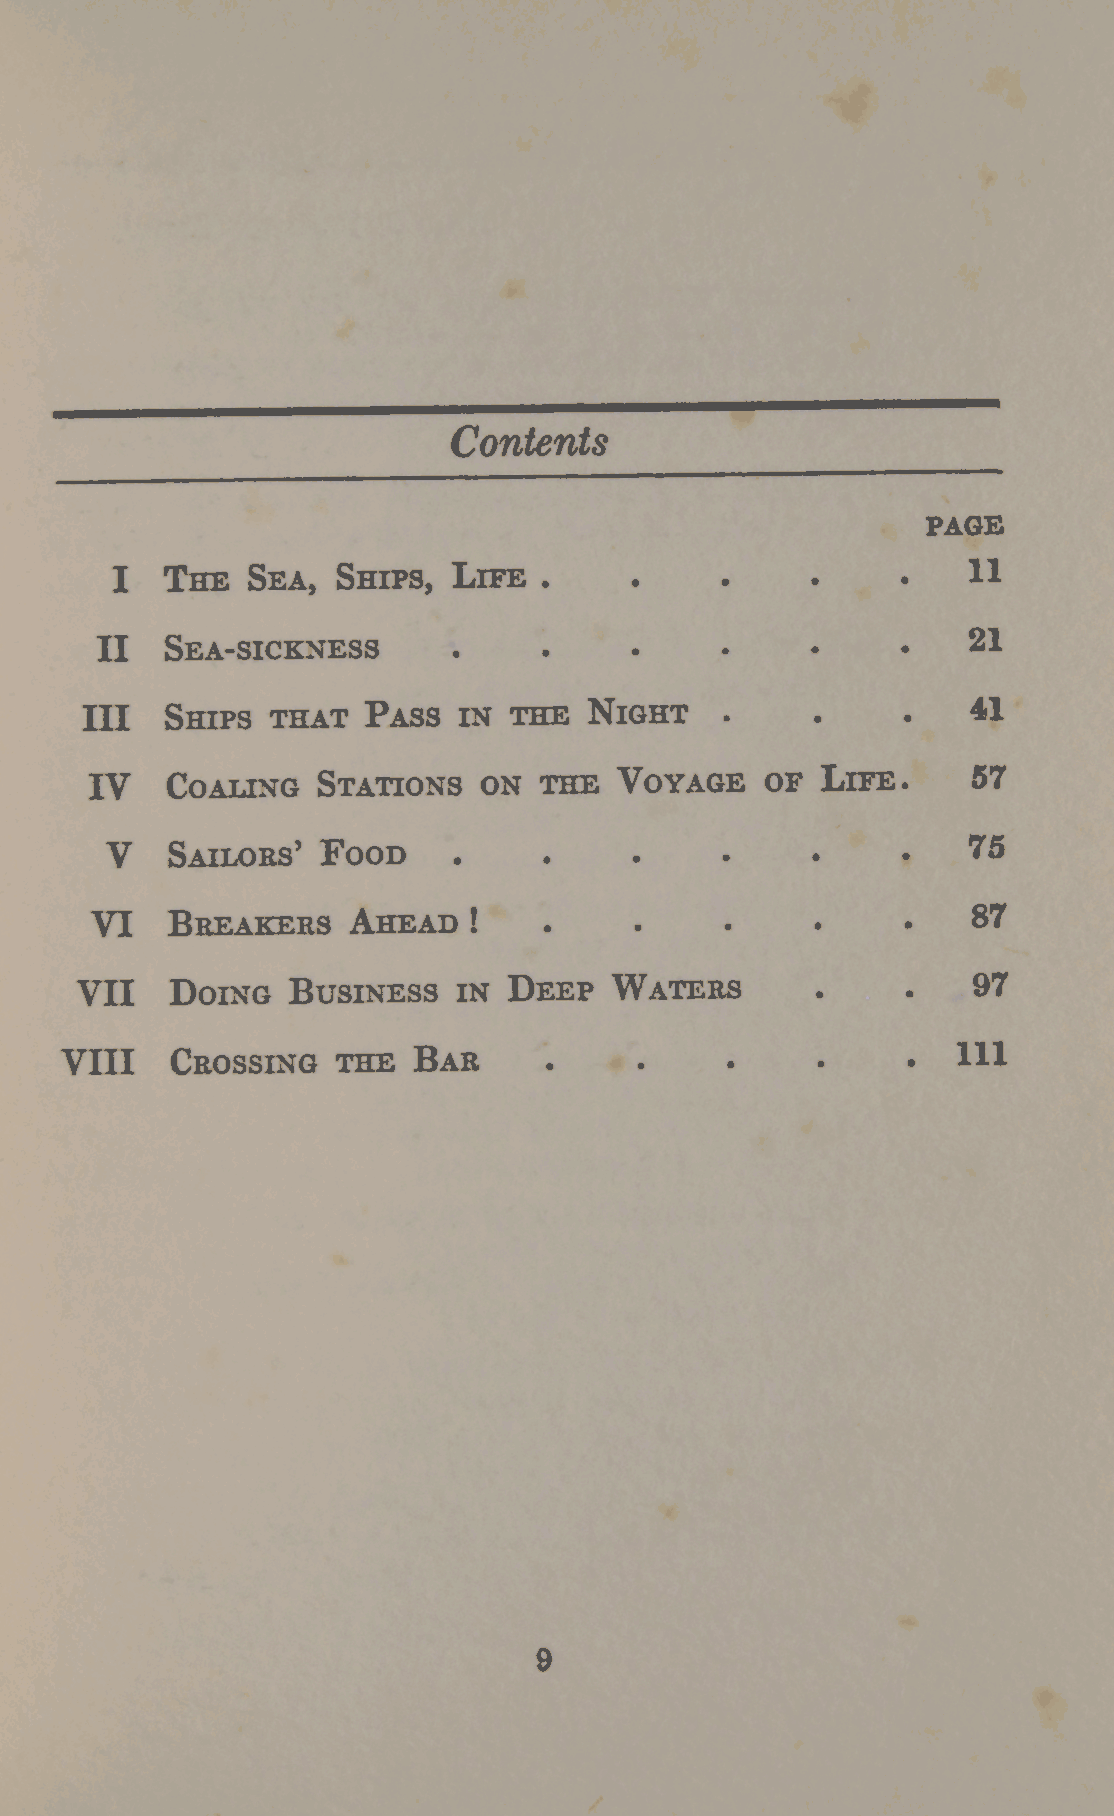 Contents
PAGE
I The Sea, Ships, Life . . . . . 11
II Sea-sickness . . . . . . 21
III Ships that Pass in the Night . . . 41
IV Coaling Stations on the Voyage of Life . 57
V Sailors' Food . . . . . . 75
VI Breakers Ahead ! . . . . . 87
VII Doing Business in Deep Waters . . 97
VIII Crossing the Bar . . . . . 111
9